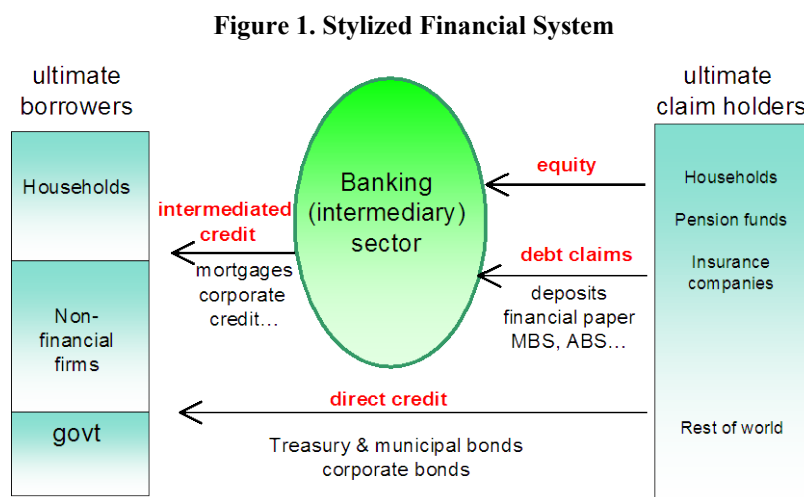 Figure 1. Stylized Financial System
ultimate
borrowers
Households
Non-
financial
firms
govt
intermediated
credit
mortgages
corporate
credit…
Banking
(intermediary)
sector
equity
debt claims
deposits
financial paper
MBS, ABS…
direct credit
Treasury & municipal bonds
corporate bonds
ultimate
claim holders
Households
Pension funds
Insurance
companies
Rest of world